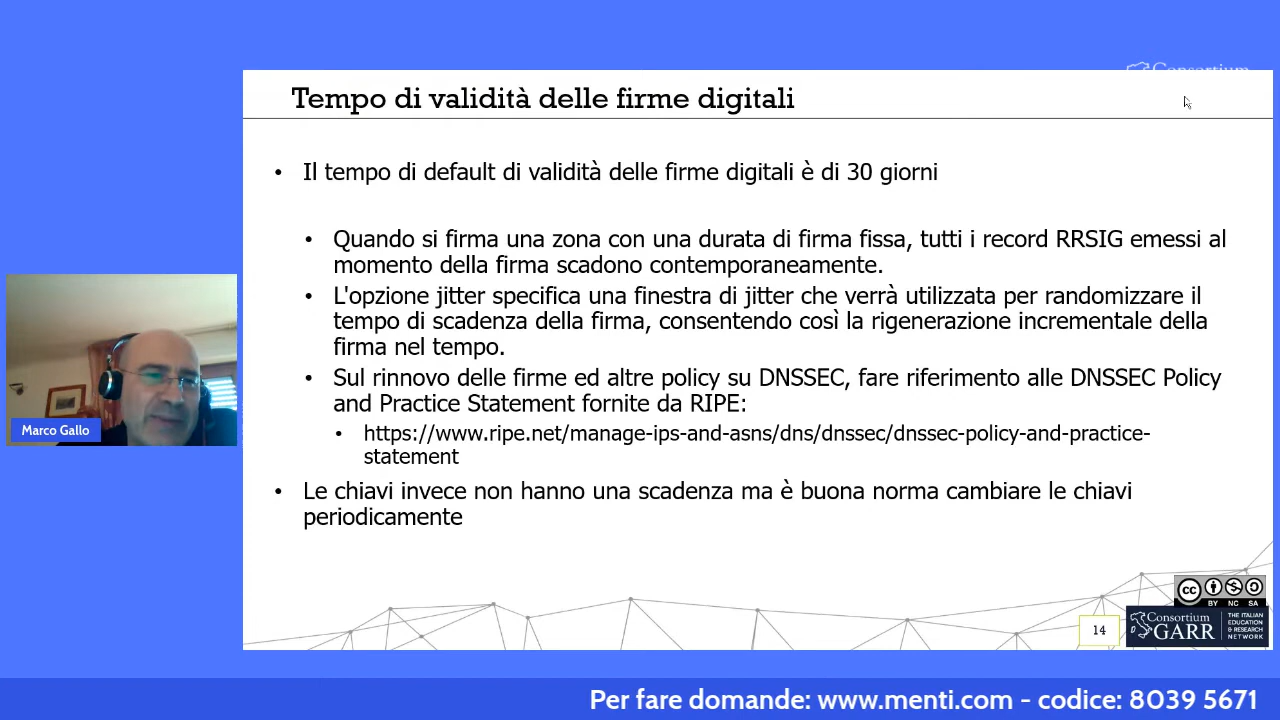 Consortium
Tempo di validità delle firme digitali
• Il tempo di default di validità delle firme digitali è di 30 giorni
• Quando si firma una zona con una durata di firma fissa, tutti i record RRSIG emessi al
momento della firma scadono contemporaneamente.
• L'opzione jitter specifica una finestra di jitter che verrà utilizzata per randomizzare il
tempo di scadenza della firma, consentendo così la rigenerazione incrementale della
firma nel tempo.
• Sul rinnovo delle firme ed altre policy su DNSSEC, fare riferimento alle DNSSEC Policy
and Practice Statement fornite da RIPE:
• https://www.ripe.net/manage-ips-and-asns/dns/dnssec/dnssec-policy-and-practice-
statement
• Le chiavi invece non hanno una scadenza ma è buona norma cambiare le chiavi
periodicamente
Marco Gallo
14
cc
BY NC SA
Consortium
GARR
THE ITALIAN
EDUCATION
& RESEARCH
NETWORK
Per fare domande: www.menti.com - codice: 8039 5671